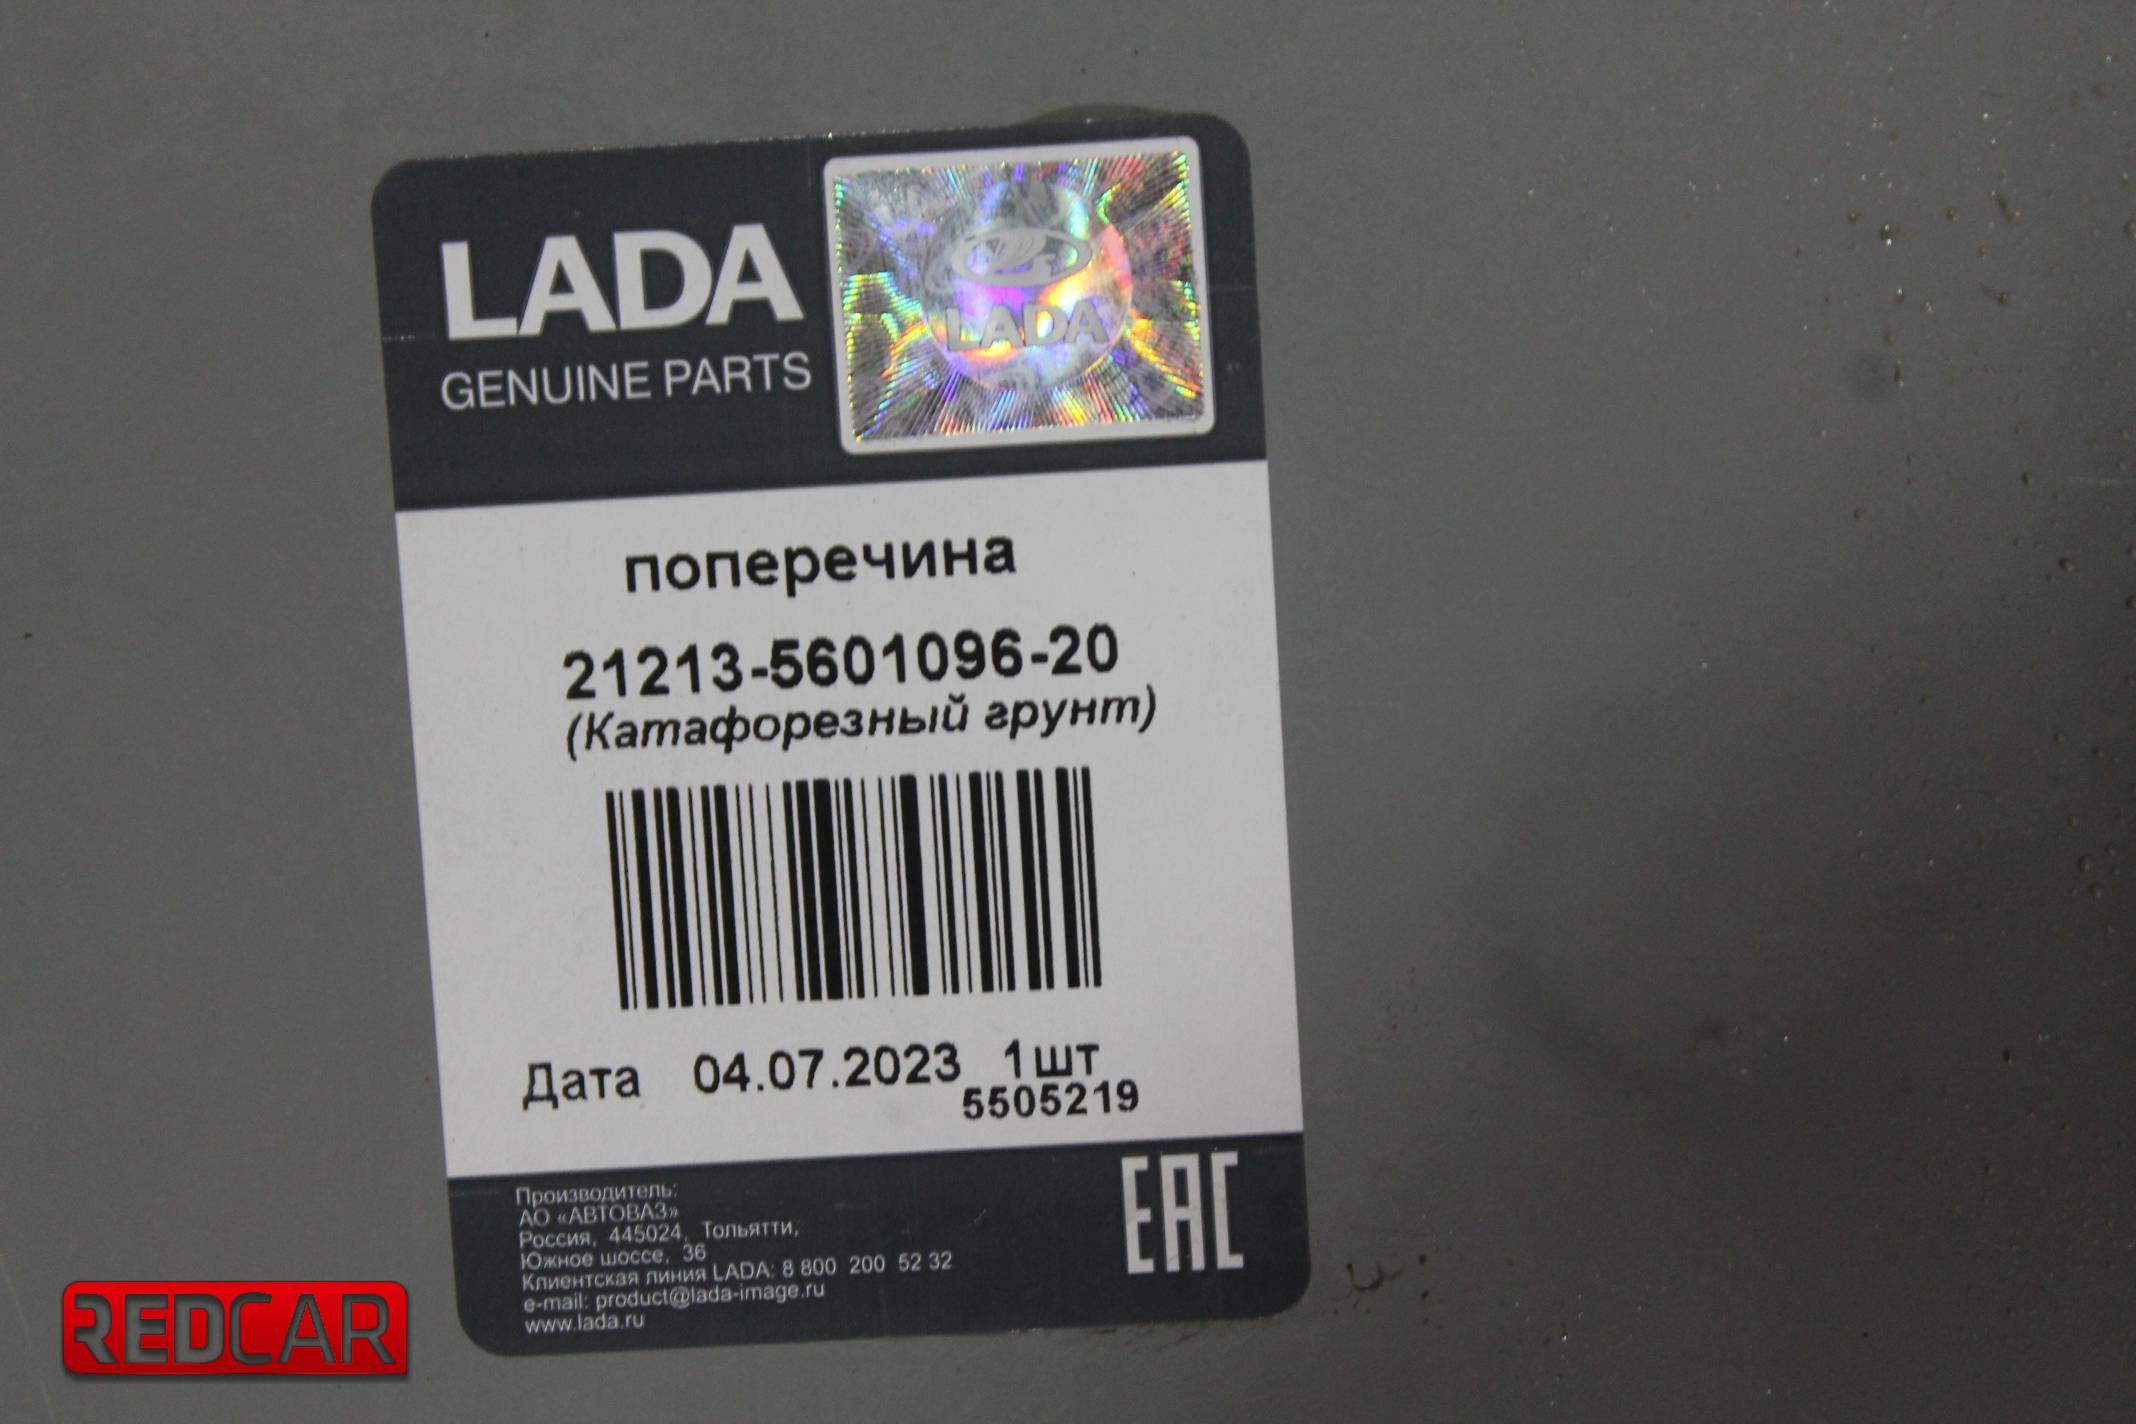 LADA
GENUINE PARTS
LADA
поперечина
21213-5601096-20
(Катафорезный грунт)
Дата 04.07.2023 1шт
5505219
Производитель:
АО «АВТОВАЗ»
Россия, 445024, Тольятти,
Южное шоссе, 36
Клиентская линия LADA: 8 800 200 52 32
e-mail: product@lada-image.ru
www.lada.ru
EAC
REDCAR